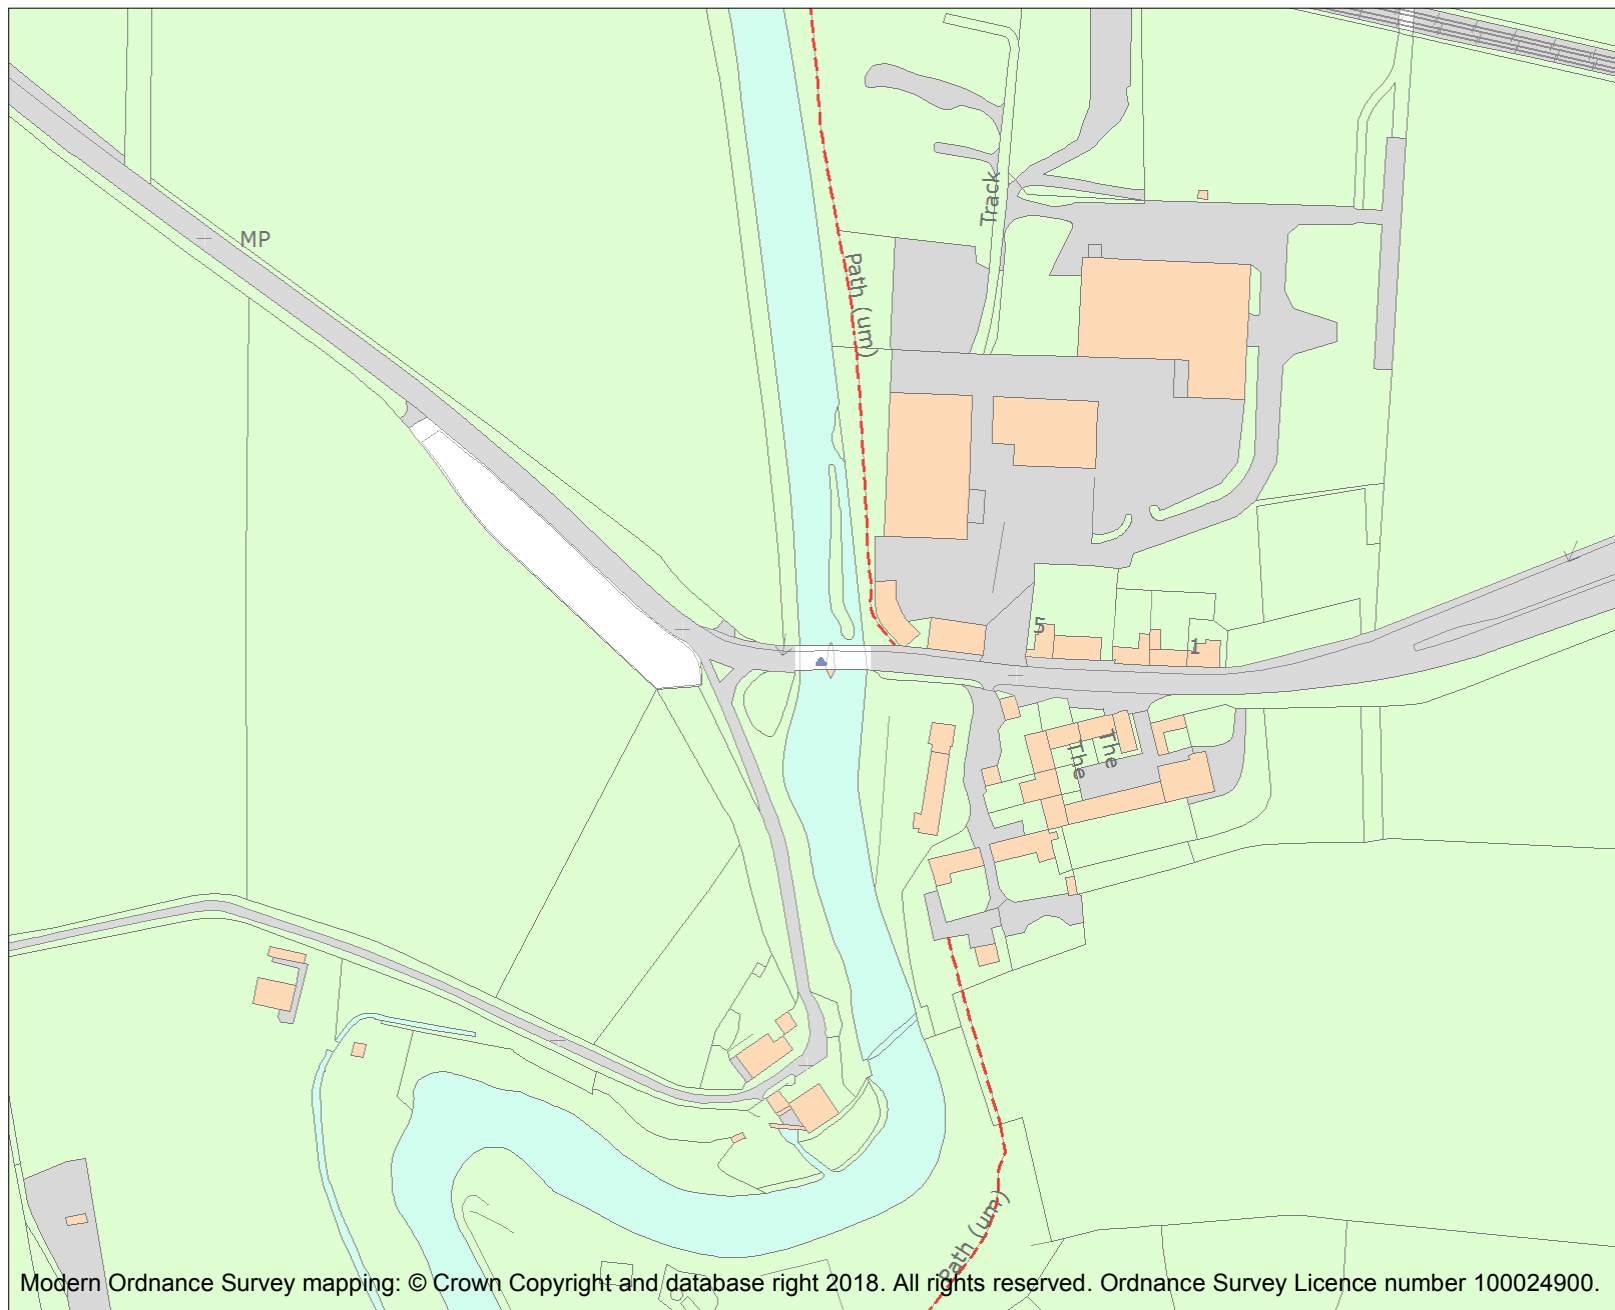 MP
Track
Path (um)
5
1
The
The
Path (um)
Modern Ordnance Survey mapping: © Crown Copyright and database right 2018. All rights reserved. Ordnance Survey Licence number 100024900.